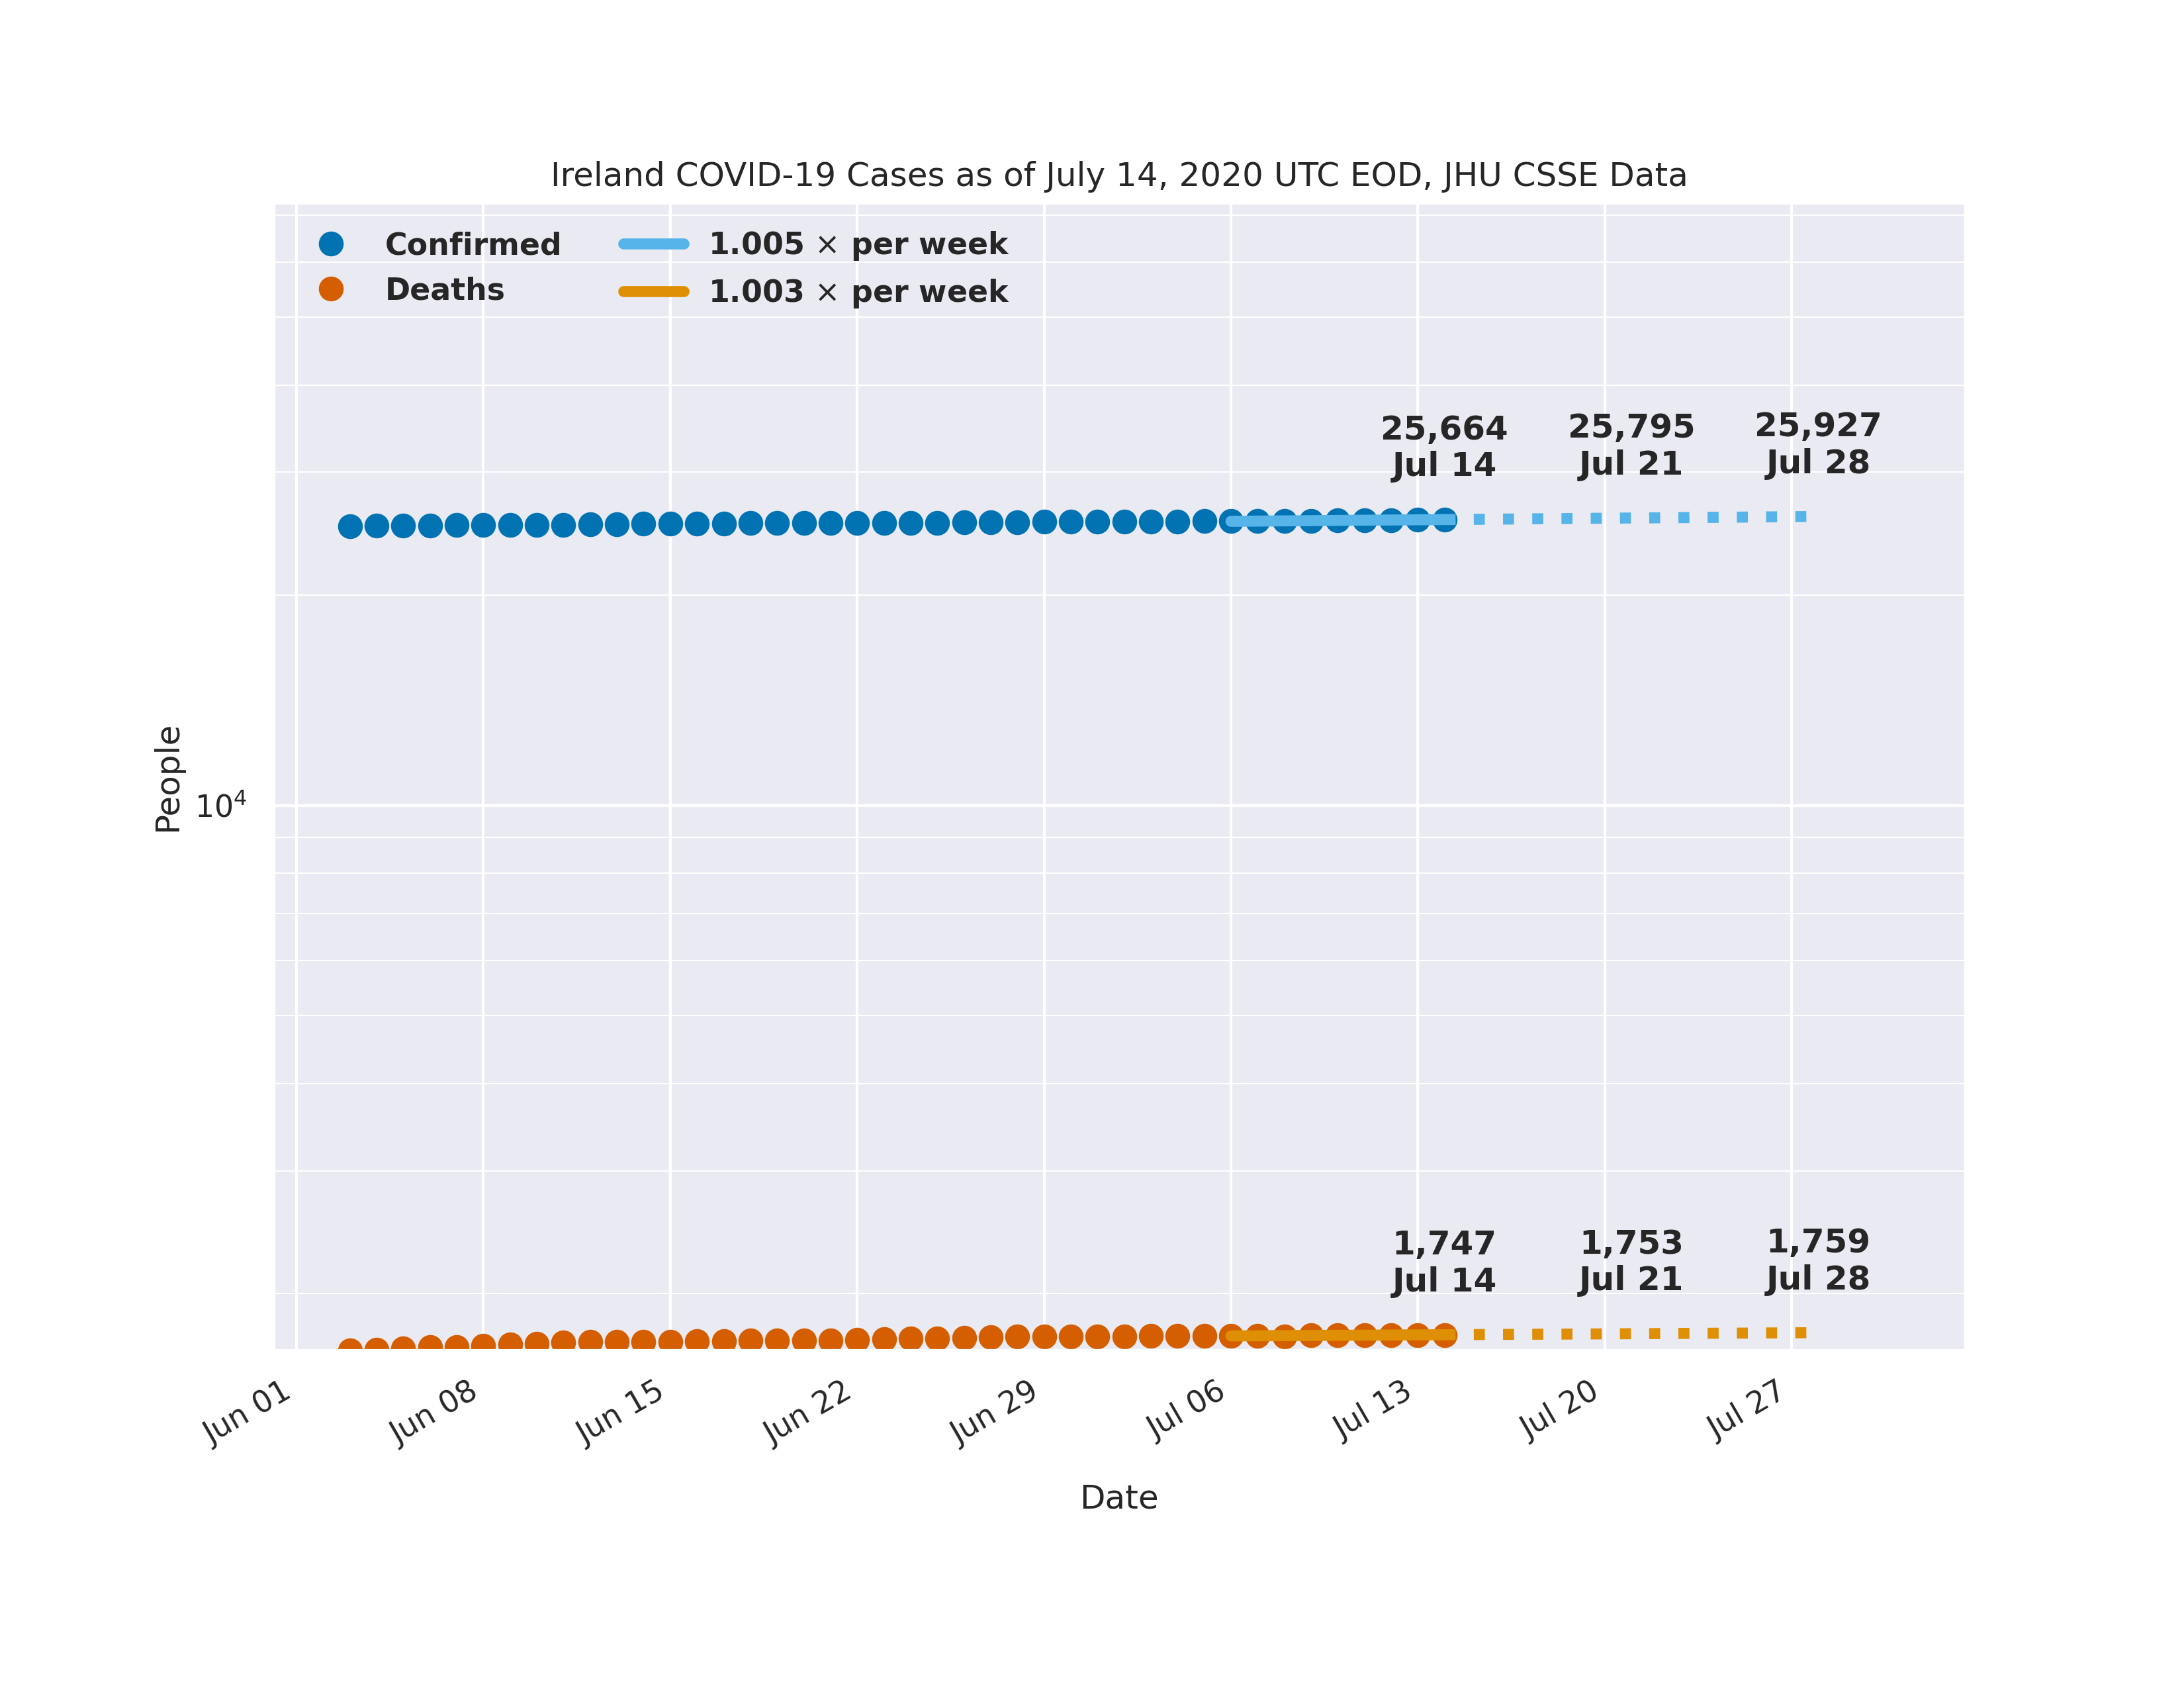 Ireland COVID-19 Cases as of July 14, 2020 UTC EOD, JHU CSSE Data
Confirmed
Deaths
1.005 × per week
1.003 × per week
25,664
Jul 14
25,795
Jul 21
25,927
Jul 28
People
10⁴
1,747
Jul 14
1,753
Jul 21
1,759
Jul 28
Jun 01
Jun 08
Jun 15
Jun 22
Jun 29
Jul 06
Jul 13
Jul 20
Jul 27
Date